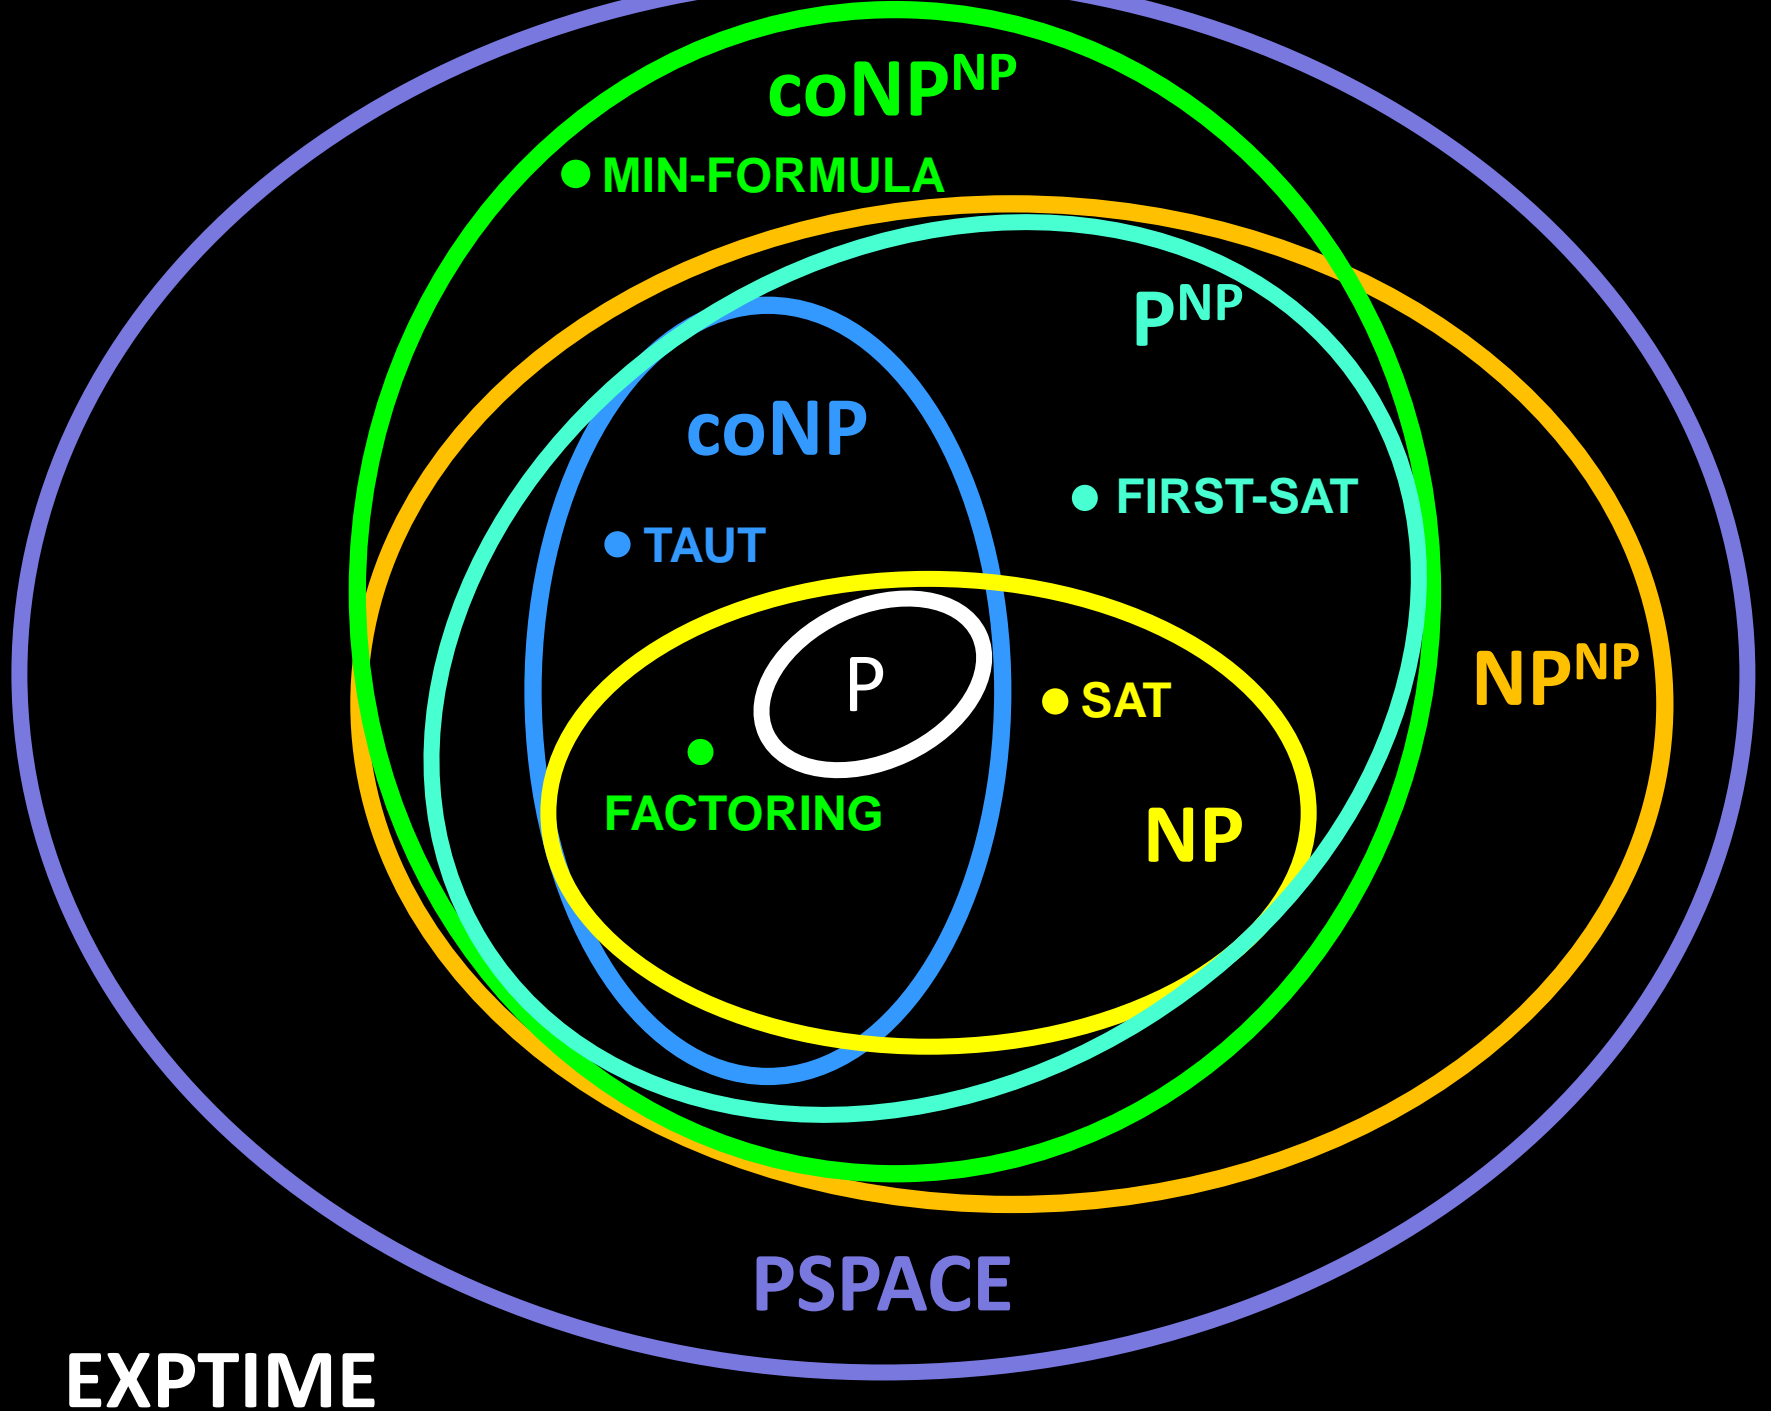 coNP^NP
MIN-FORMULA
P^NP
coNP
FIRST-SAT
TAUT
P
NP^NP
SAT
FACTORING
NP
PSPACE
EXPTIME